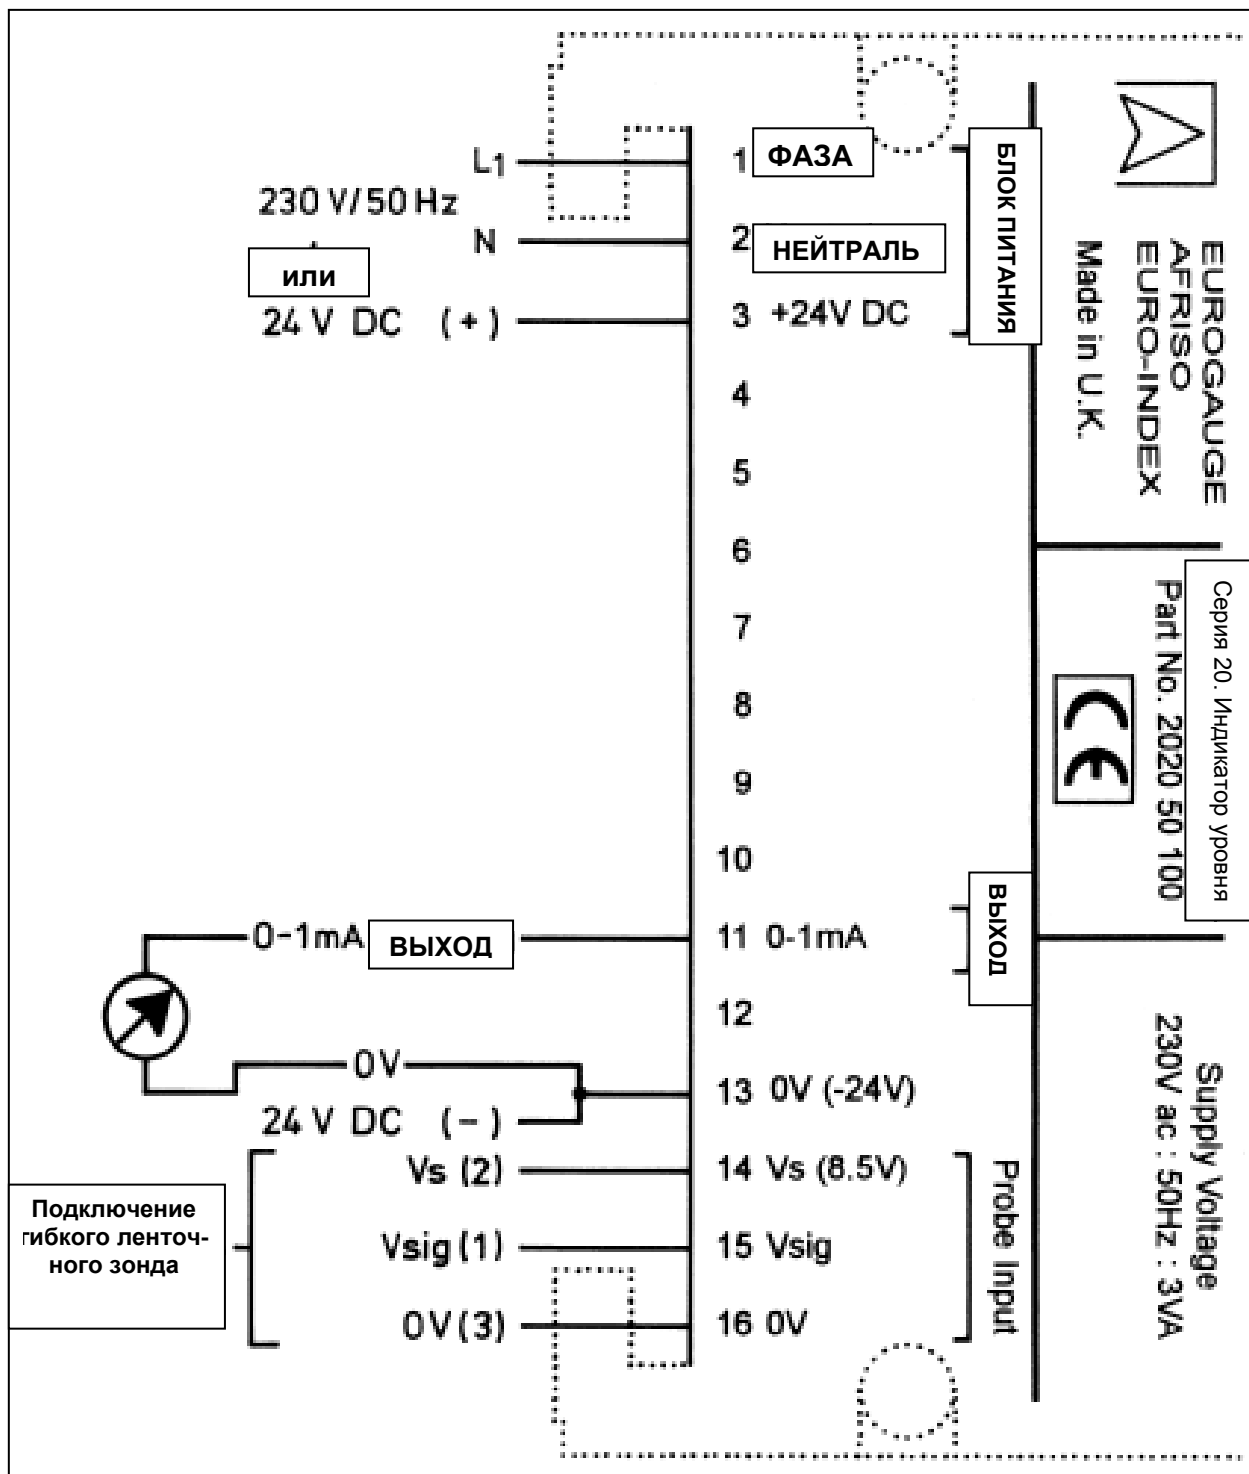 L1
1 ФАЗА
230 V/50 Hz
N
2 НЕЙТРАЛЬ
или
24 V DC (+)
3 +24V DC
БЛОК ПИТАНИЯ
4
5
6
7
8
9
10
0-1mA ВЫХОД
11 0-1mA
ВЫХОД
12
0V
13 0V (-24V)
24 V DC (-)
Vs (2)
14 Vs (8.5V)
Подключение
гибкого ленточ-
ного зонда
Vsig (1)
15 Vsig
0V (3)
16 0V
Probe Input
EUROGAUGE
AFRISO
EURO-INDEX
Made in U.K.
Серия 20. Индикатор уровня
Part No. 2020 50 100
CE
Supply Voltage
230V ac : 50Hz : 3VA